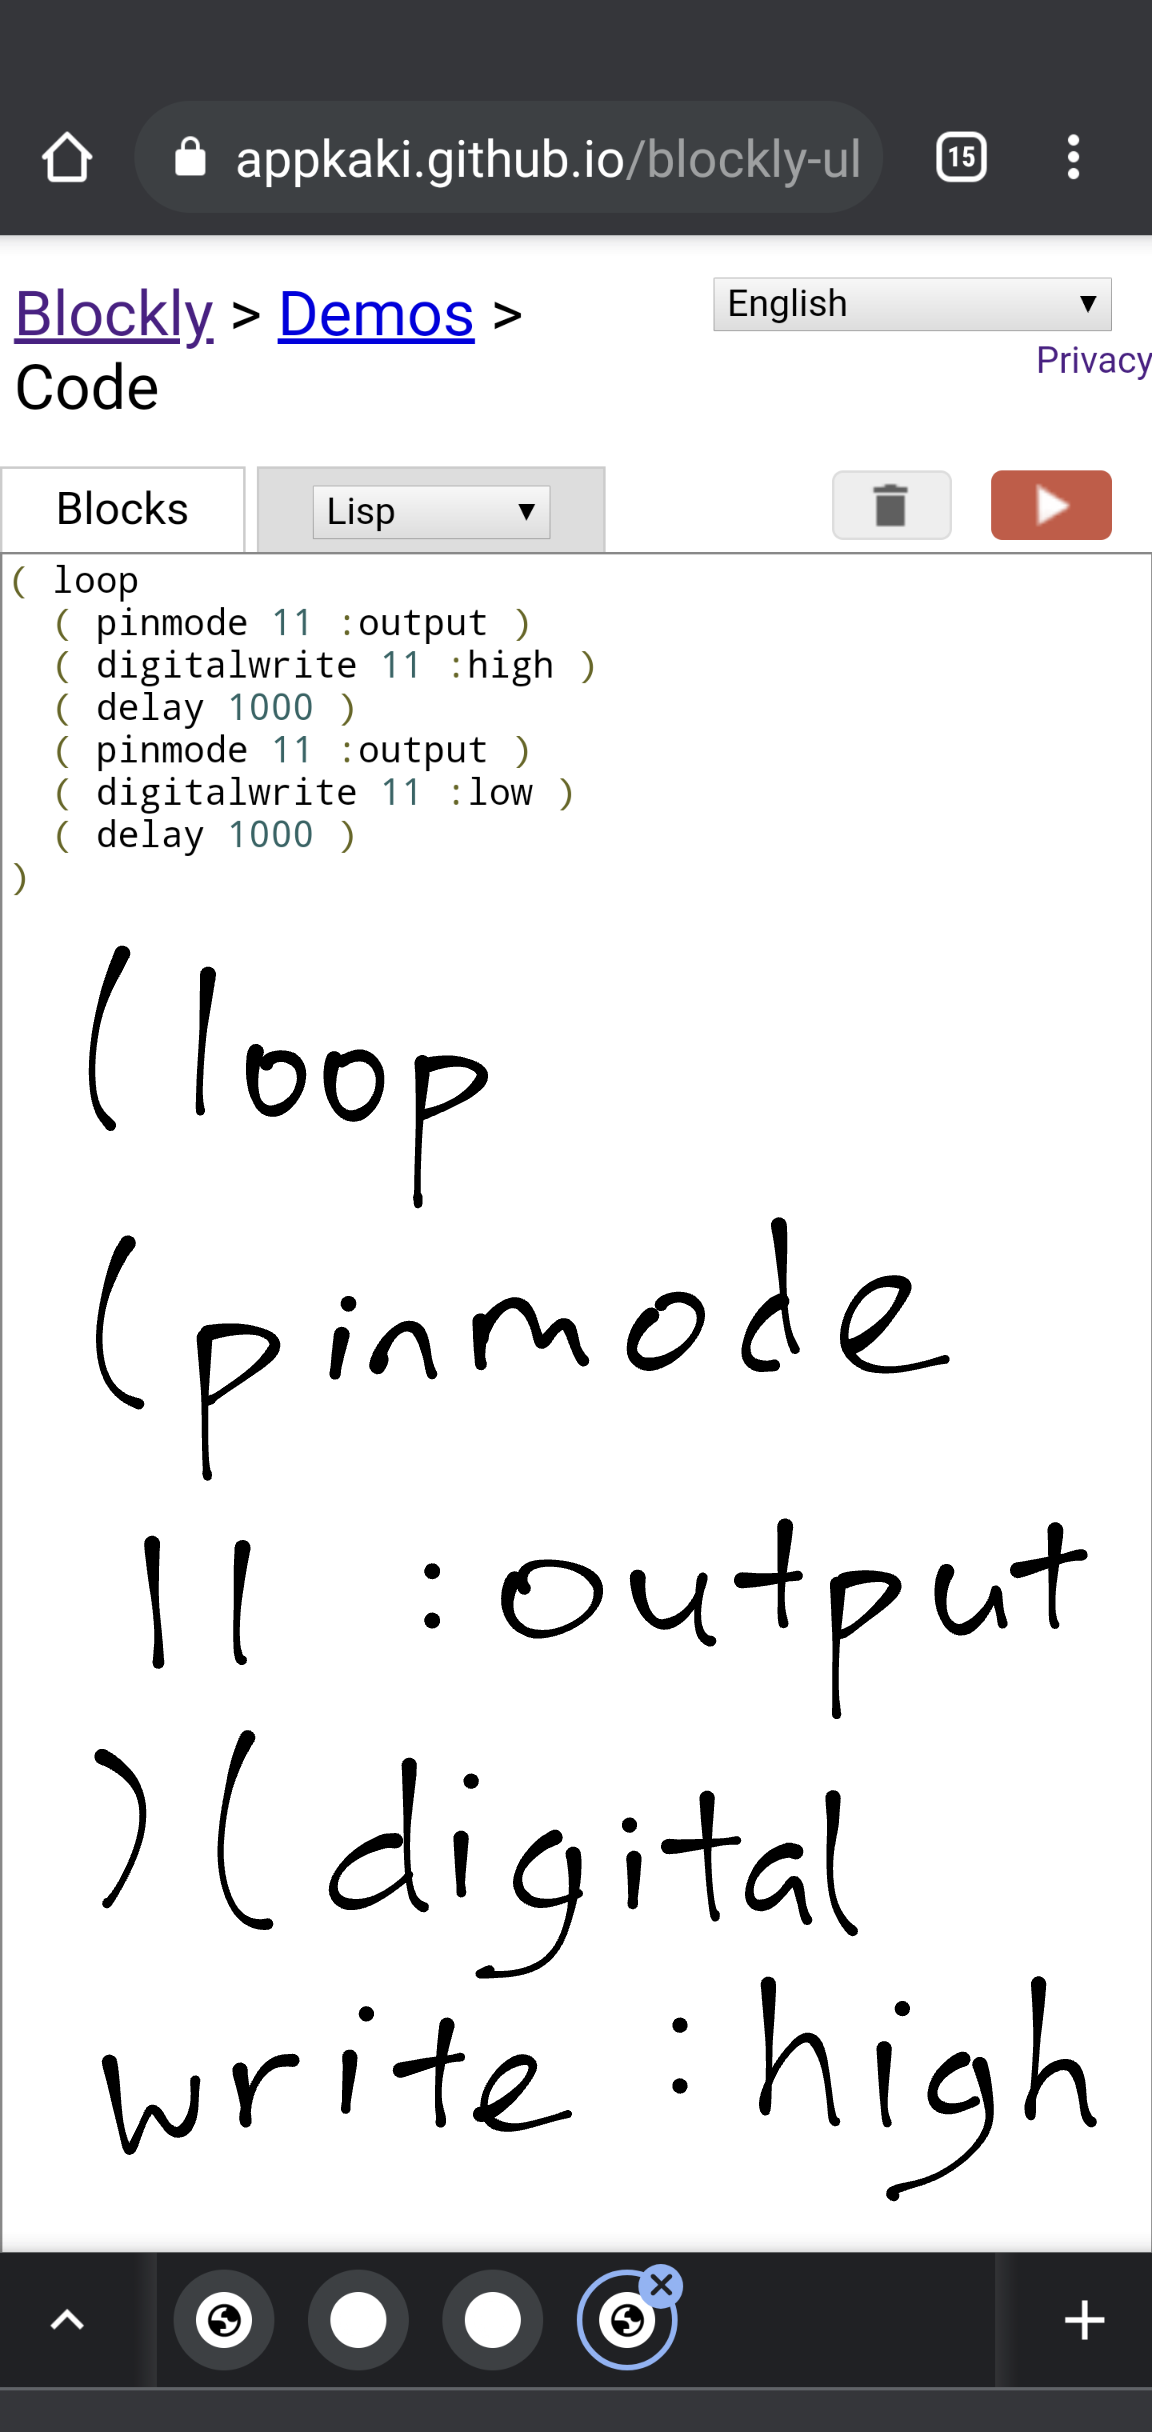 appkaki.github.io/blockly-ul 15
Blockly > Demos > English ▼
Privacy
Code
Blocks Lisp ▼
( loop
  ( pinmode 11 :output )
  ( digitalwrite 11 :high )
  ( delay 1000 )
  ( pinmode 11 :output )
  ( digitalwrite 11 :low )
  ( delay 1000 )
)
(loop
(pinmode
11 :output
)(digital
write :high